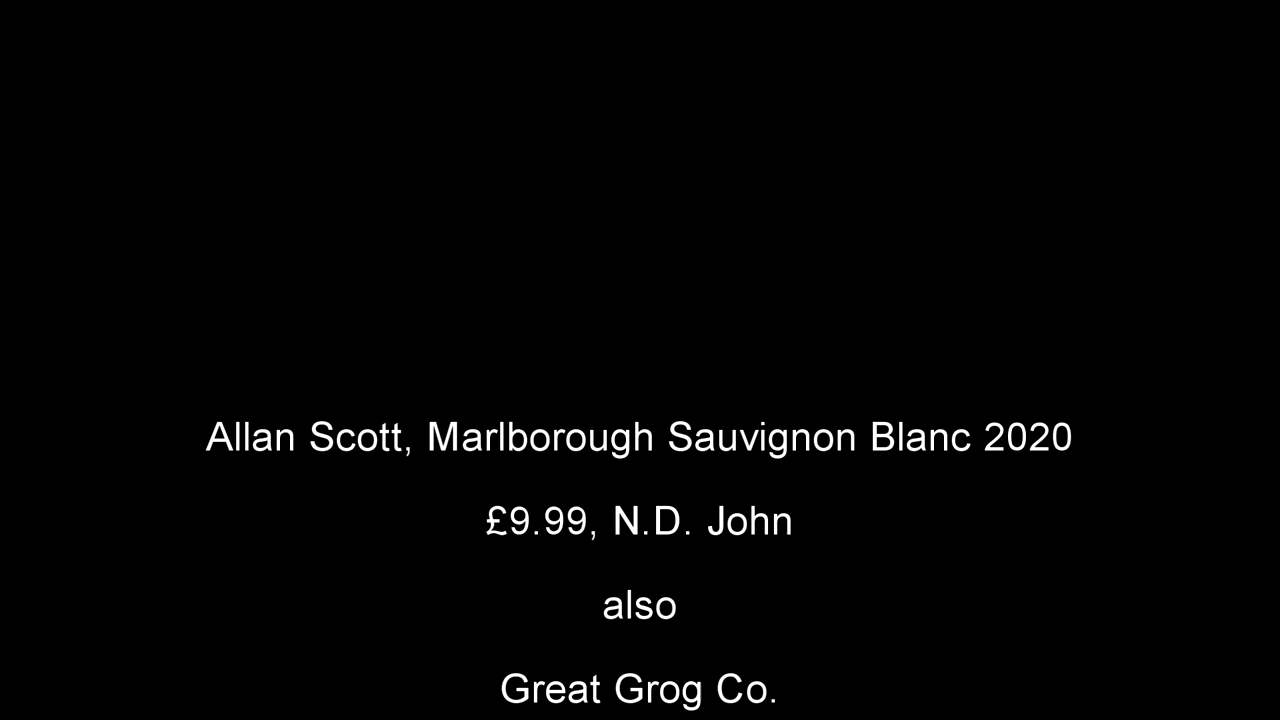 Allan Scott, Marlborough Sauvignon Blanc 2020
£9.99, N.D. John
also
Great Grog Co.